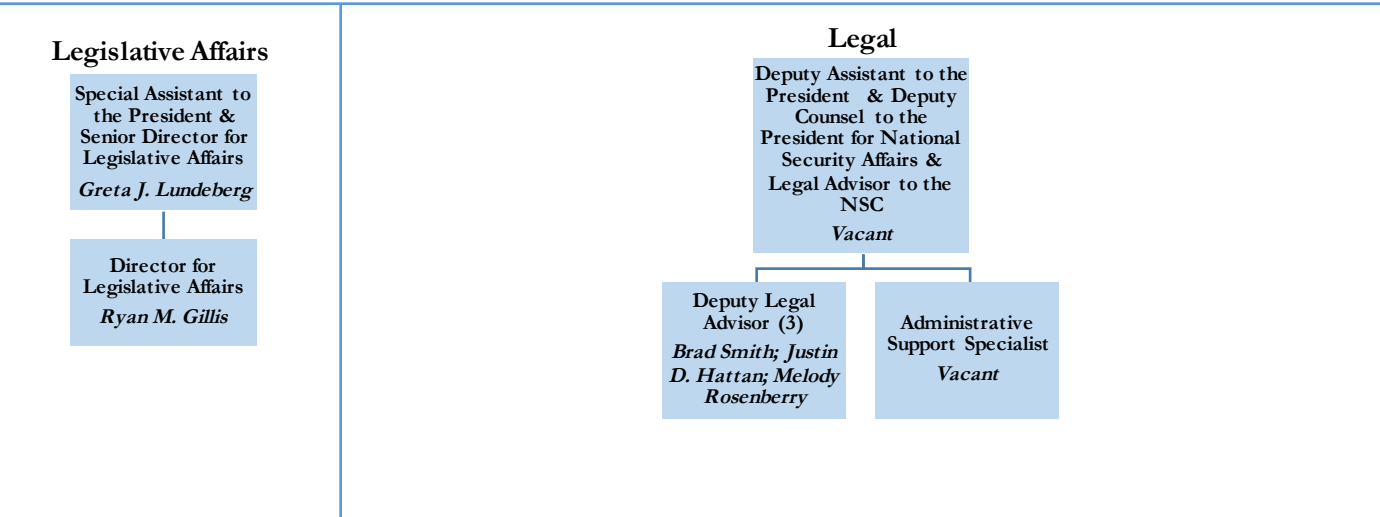 Legislative Affairs
Special Assistant to
the President &
Senior Director for
Legislative Affairs
Greta J. Lundeberg
Director for
Legislative Affairs
Ryan M. Gillis
Legal
Deputy Assistant to the
President & Deputy
Counsel to the
President for National
Security Affairs &
Legal Advisor to the
NSC
Vacant
Deputy Legal
Advisor (3)
Brad Smith; Justin
D. Hattan; Melody
Rosenberry
Administrative
Support Specialist
Vacant